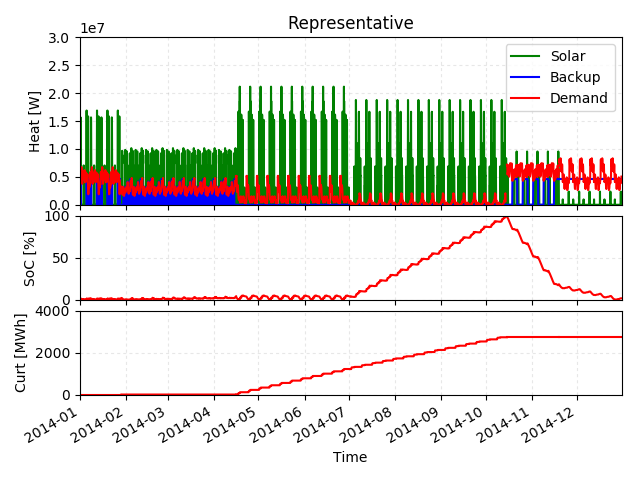 Representative
1e7
3.0
2.5
2.0
1.5
1.0
0.5
0.0
Heat [W]
Solar
Backup
Demand
100
50
0
SoC [%]
4000
2000
0
Curt [MWh]
2014-01
2014-02
2014-03
2014-04
2014-05
2014-06
2014-07
2014-08
2014-09
2014-10
2014-11
2014-12
Time